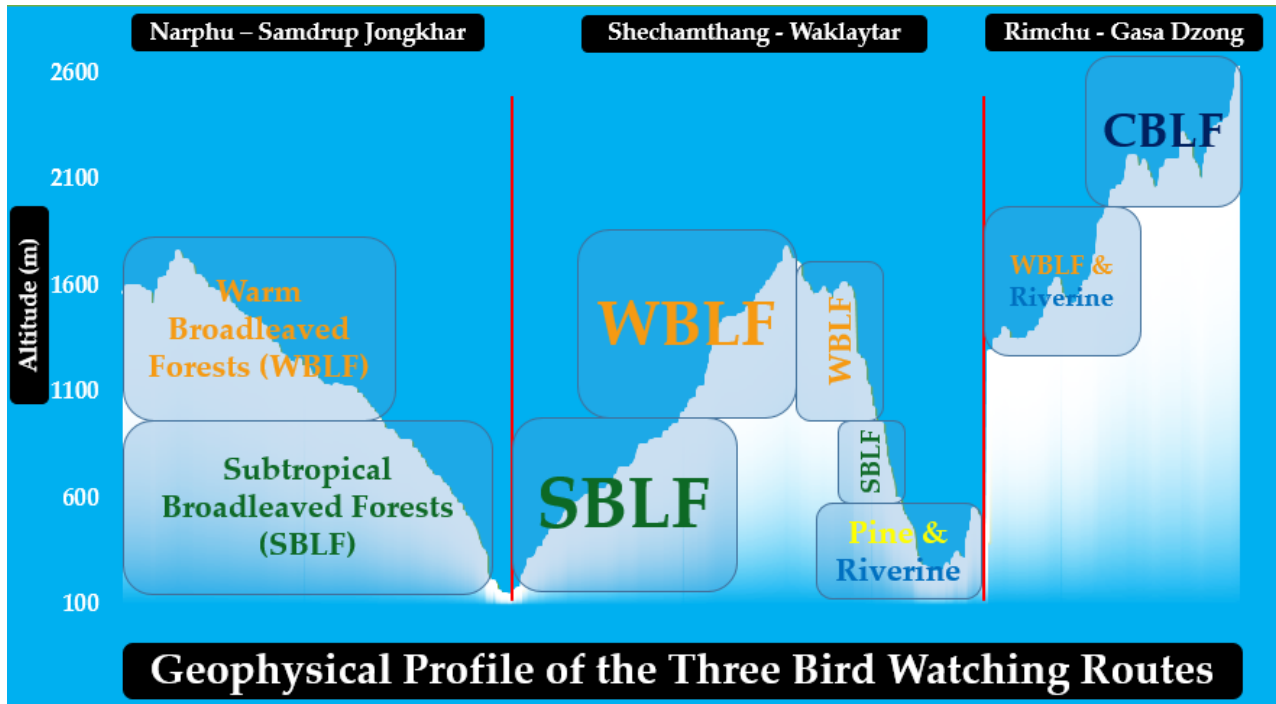 Narphu – Samdrup Jongkhar
Shechamthang - Waklaytar
Rimchu - Gasa Dzong
2600
2100
1600
1100
600
100
Altitude (m)
Warm
Broadleaved
Forests (WBLF)
Subtropical
Broadleaved Forests
(SBLF)
WBLF
SBLF
WBLF
SBLF
Pine &
Riverine
WBLF &
Riverine
CBLF
Geophysical Profile of the Three Bird Watching Routes